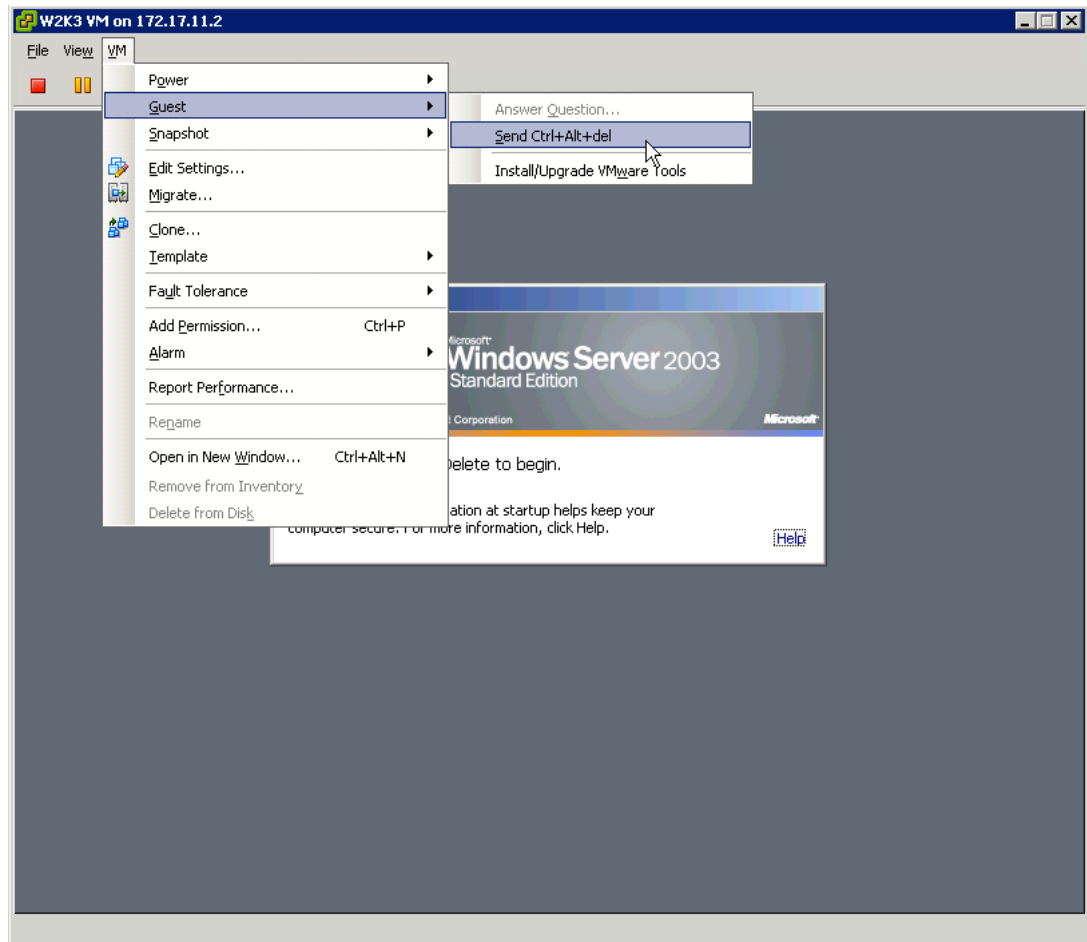 W2K3 VM on 172.17.11.2
File View VM
Power
Guest
Snapshot
Edit Settings...
Migrate...
Clone...
Template
Fault Tolerance
Add Permission... Ctrl+P
Alarm
Report Performance...
Rename
Open in New Window... Ctrl+Alt+N
Remove from Inventory
Delete from Disk
Answer Question...
Send Ctrl+Alt+del
Install/Upgrade VMware Tools
Microsoft
Windows Server 2003
Standard Edition
Corporation Microsoft
Delete to begin.
ation at startup helps keep your
computer secure. For more information, click Help.
Help